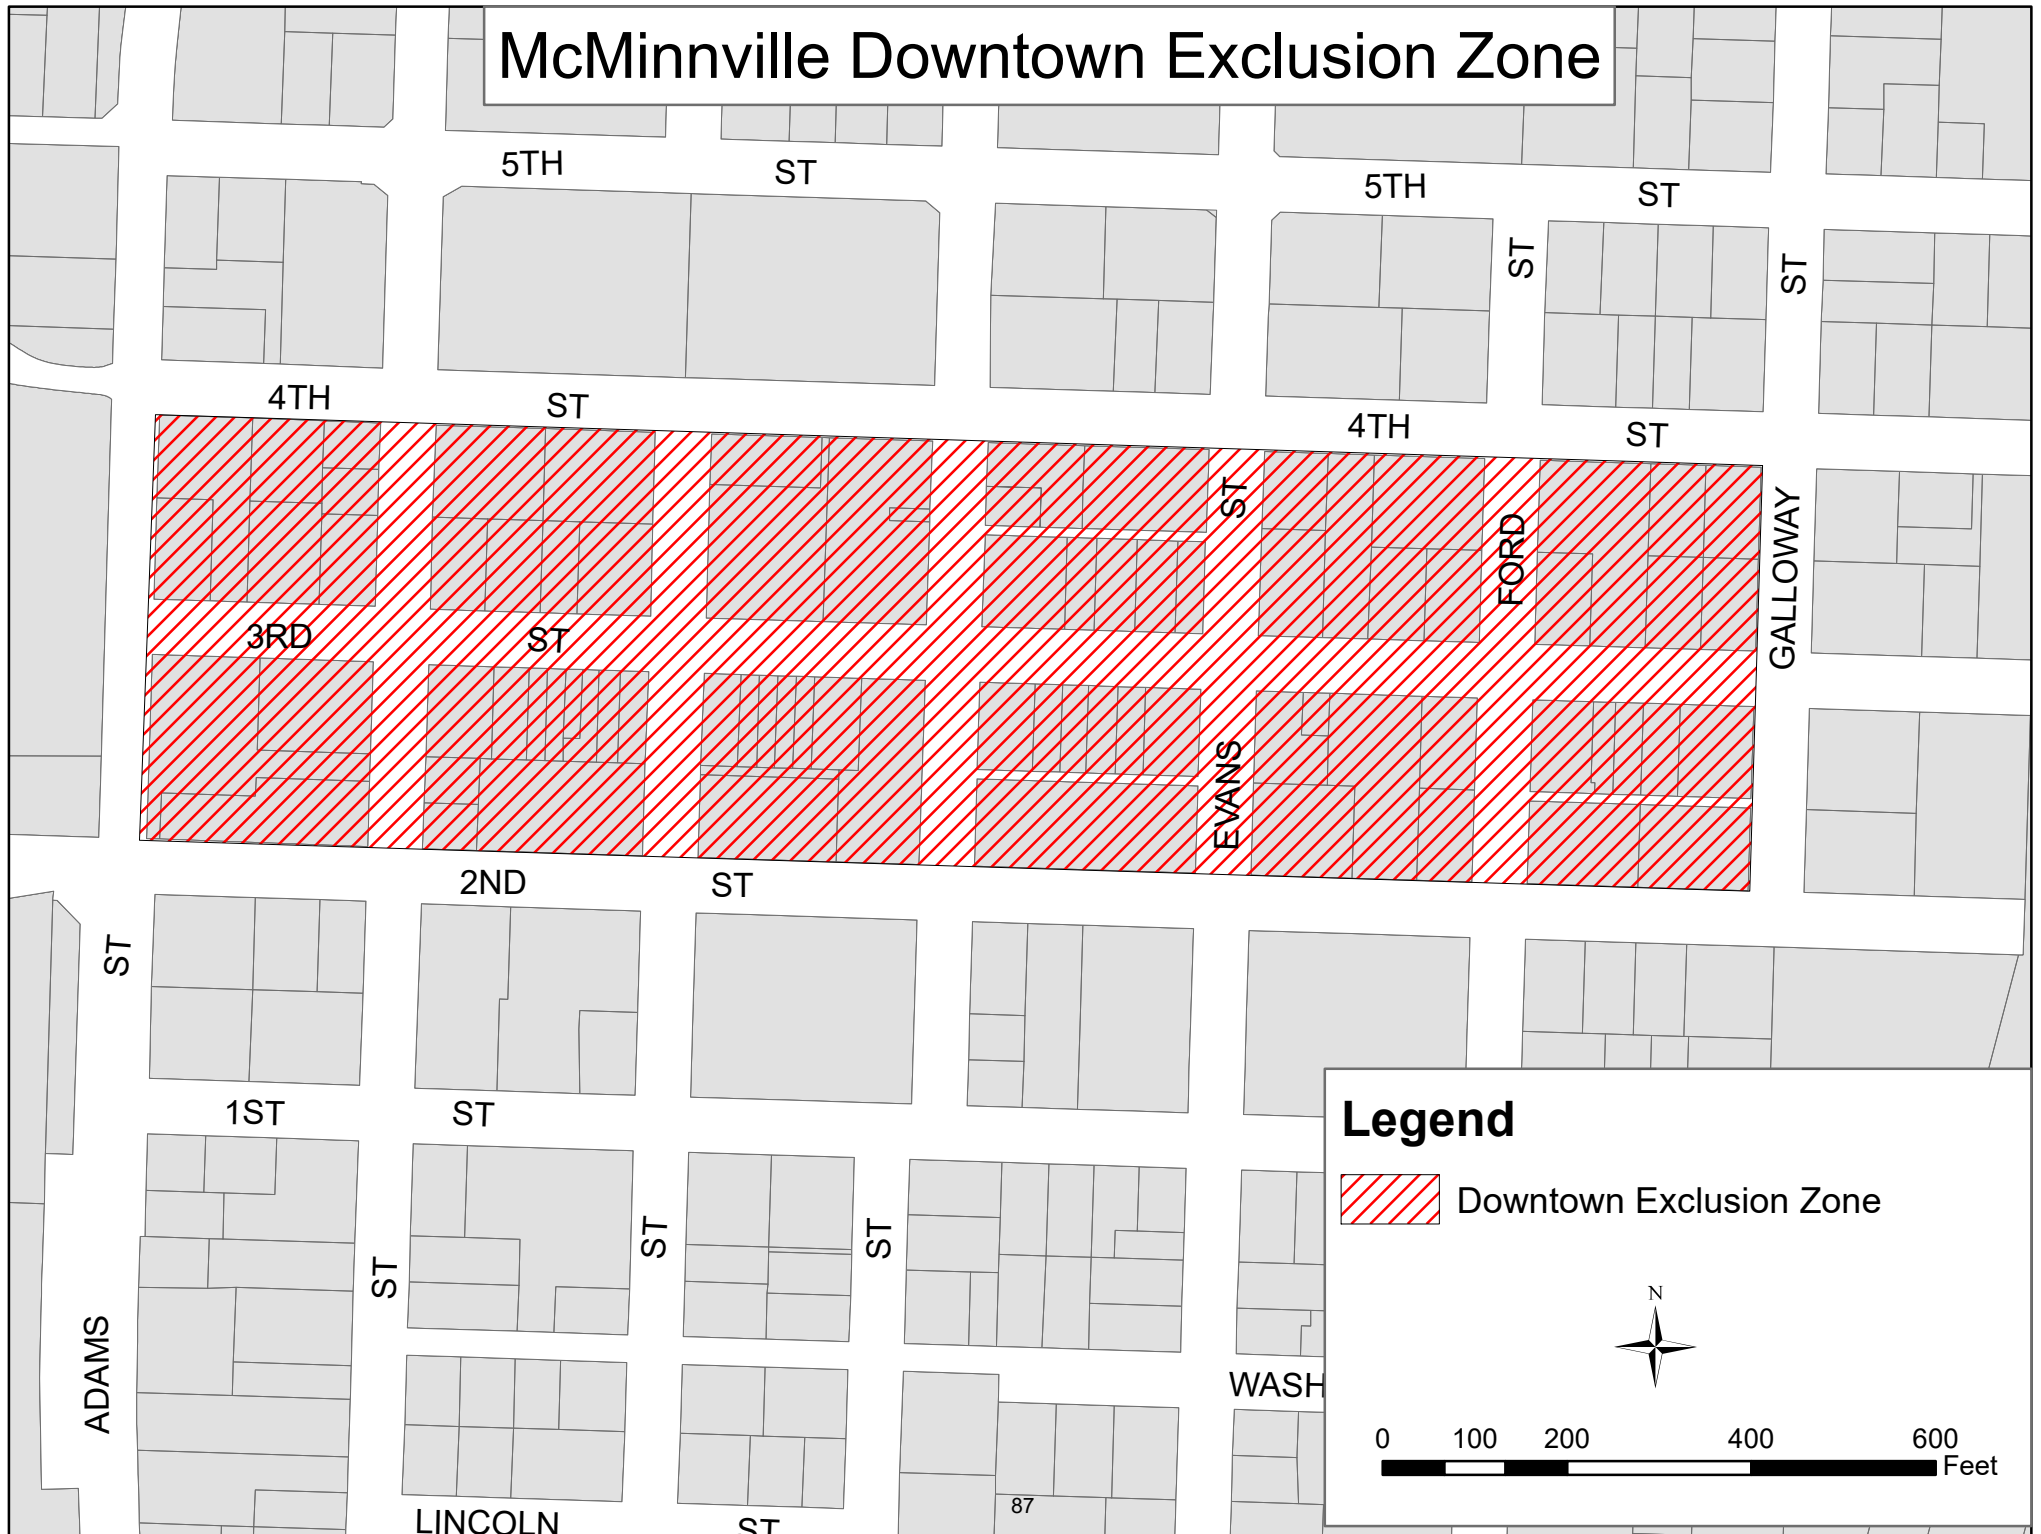 McMinnville Downtown Exclusion Zone
5TH ST
5TH ST
ST
ST
4TH ST
4TH ST
ST
FORD
GALLOWAY
3RD ST
EVANS
2ND ST
ST
1ST ST
ST
ST
ST
ADAMS
WASH
LINCOLN ST
87
Legend
Downtown Exclusion Zone
N
0 100 200 400 600
Feet